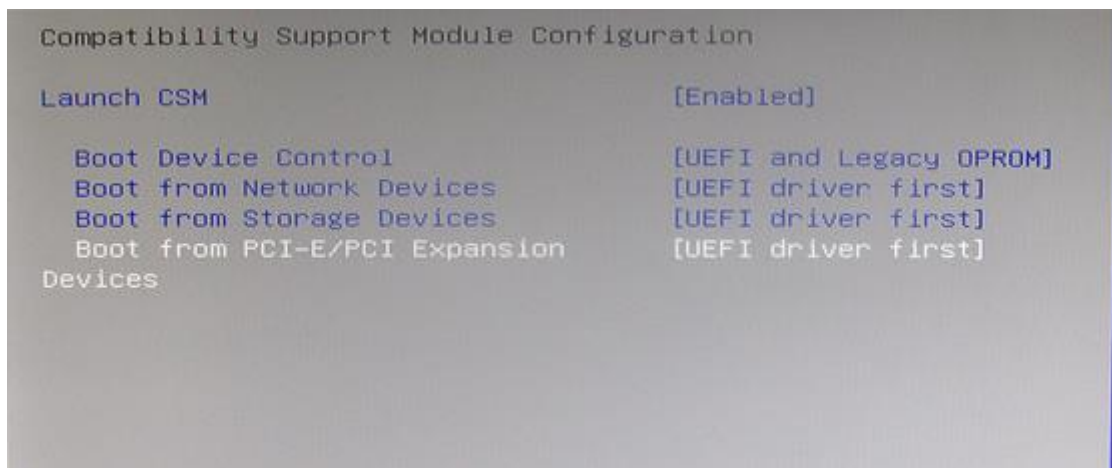 Compatibility Support Module Configuration
Launch CSM [Enabled]
Boot Device Control [UEFI and Legacy OPROM]
Boot from Network Devices [UEFI driver first]
Boot from Storage Devices [UEFI driver first]
Boot from PCI-E/PCI Expansion [UEFI driver first]
Devices